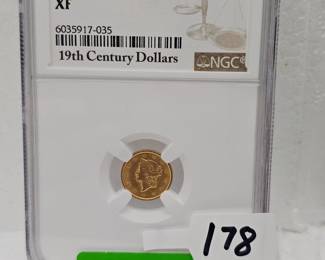 XF
6035917-035
19th Century Dollars
NGC®
178